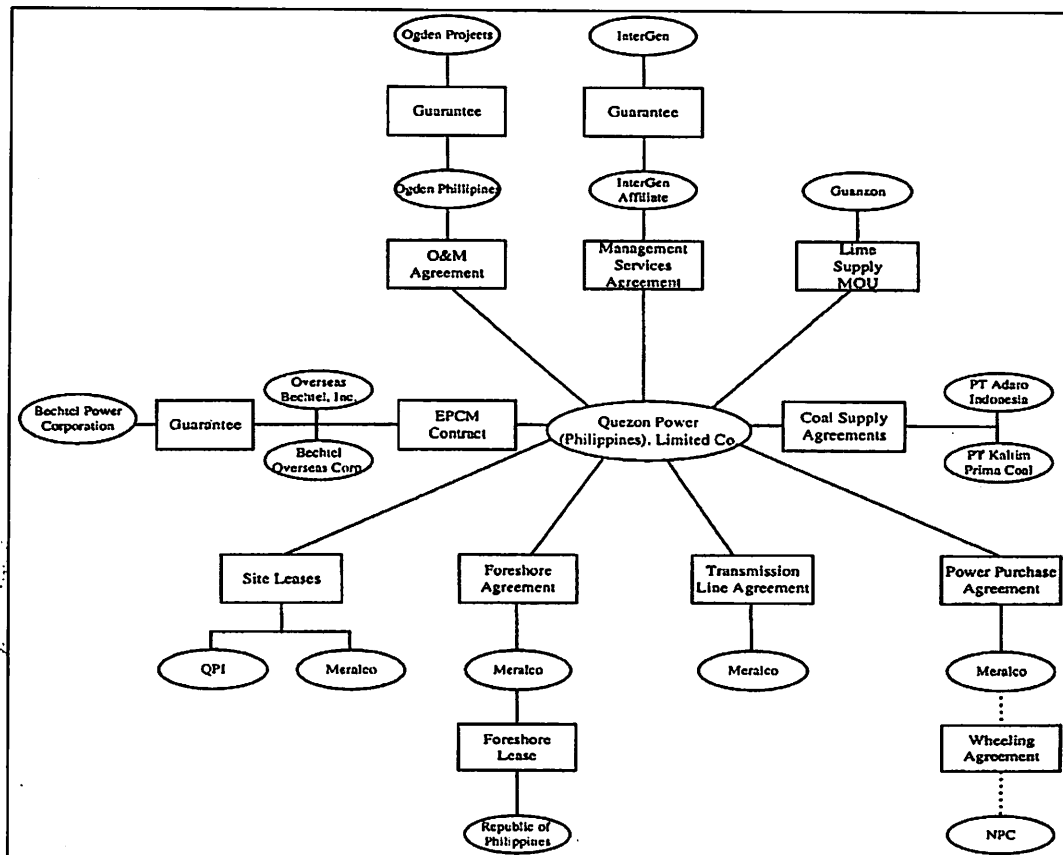 Ogden Projects
InterGen
Guarantee
Guarantee
Ogden Phillipines
InterGen
Affiliate
Guanzon
O&M
Agreement
Management
Services
Agreement
Lime
Supply
MOU
Bechtel Power
Corporation
Guarantee
Overseas
Bechtel, Inc.
Bechtel
Overseas Corp.
EPCM
Contract
Quezon Power
(Philippines), Limited Co.
Coal Supply
Agreements
PT Adaro
Indonesia
PT Kaltim
Prima Coal
Site Leases
Foreshore
Agreement
Transmission
Line Agreement
Power Purchase
Agreement
QPI
Meralco
Meralco
Meralco
Meralco
Foreshore
Lease
Wheeling
Agreement
Republic of
Philippines
NPC